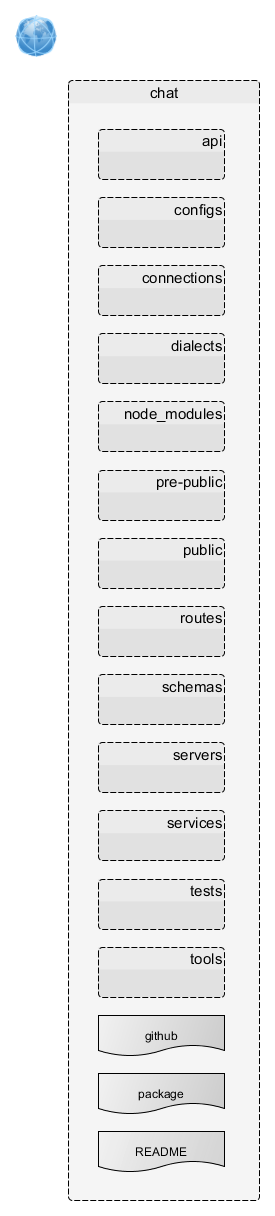 chat
api
configs
connections
dialects
node_modules
pre-public
public
routes
schemas
servers
services
tests
tools
github
package
README